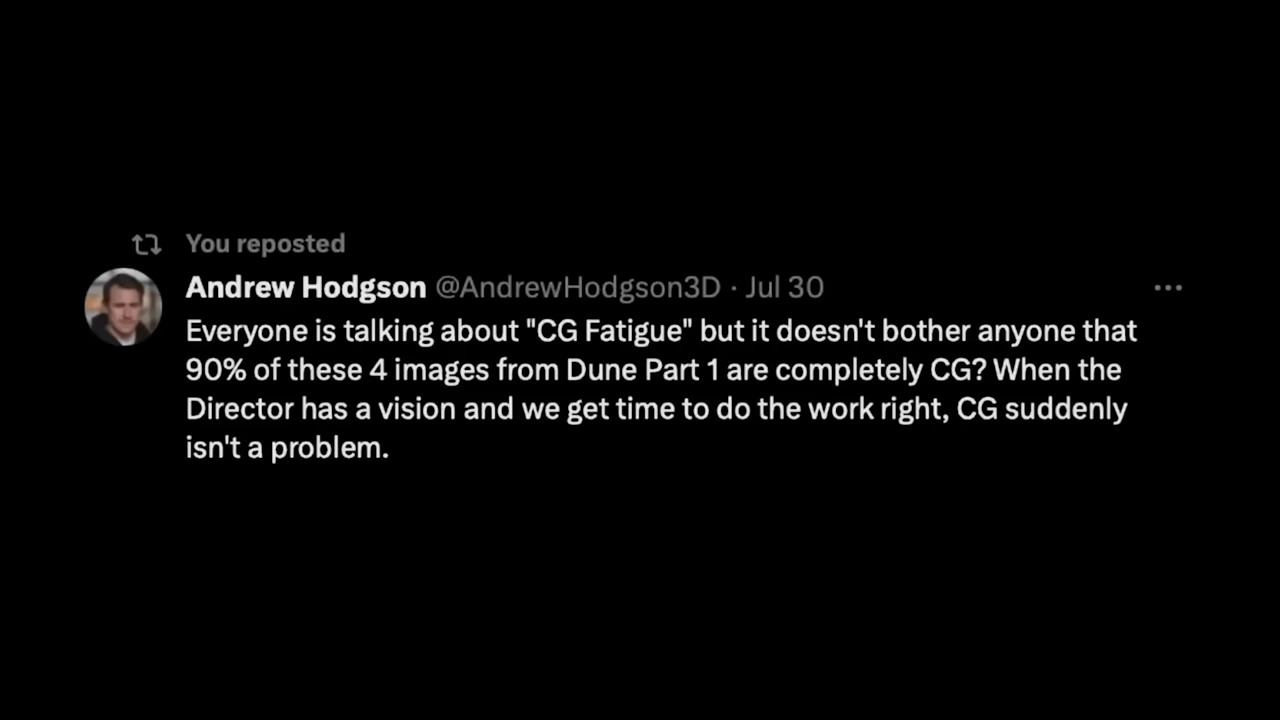 You reposted
Andrew Hodgson @AndrewHodgson3D · Jul 30
Everyone is talking about "CG Fatigue" but it doesn't bother anyone that
90% of these 4 images from Dune Part 1 are completely CG? When the
Director has a vision and we get time to do the work right, CG suddenly
isn't a problem.